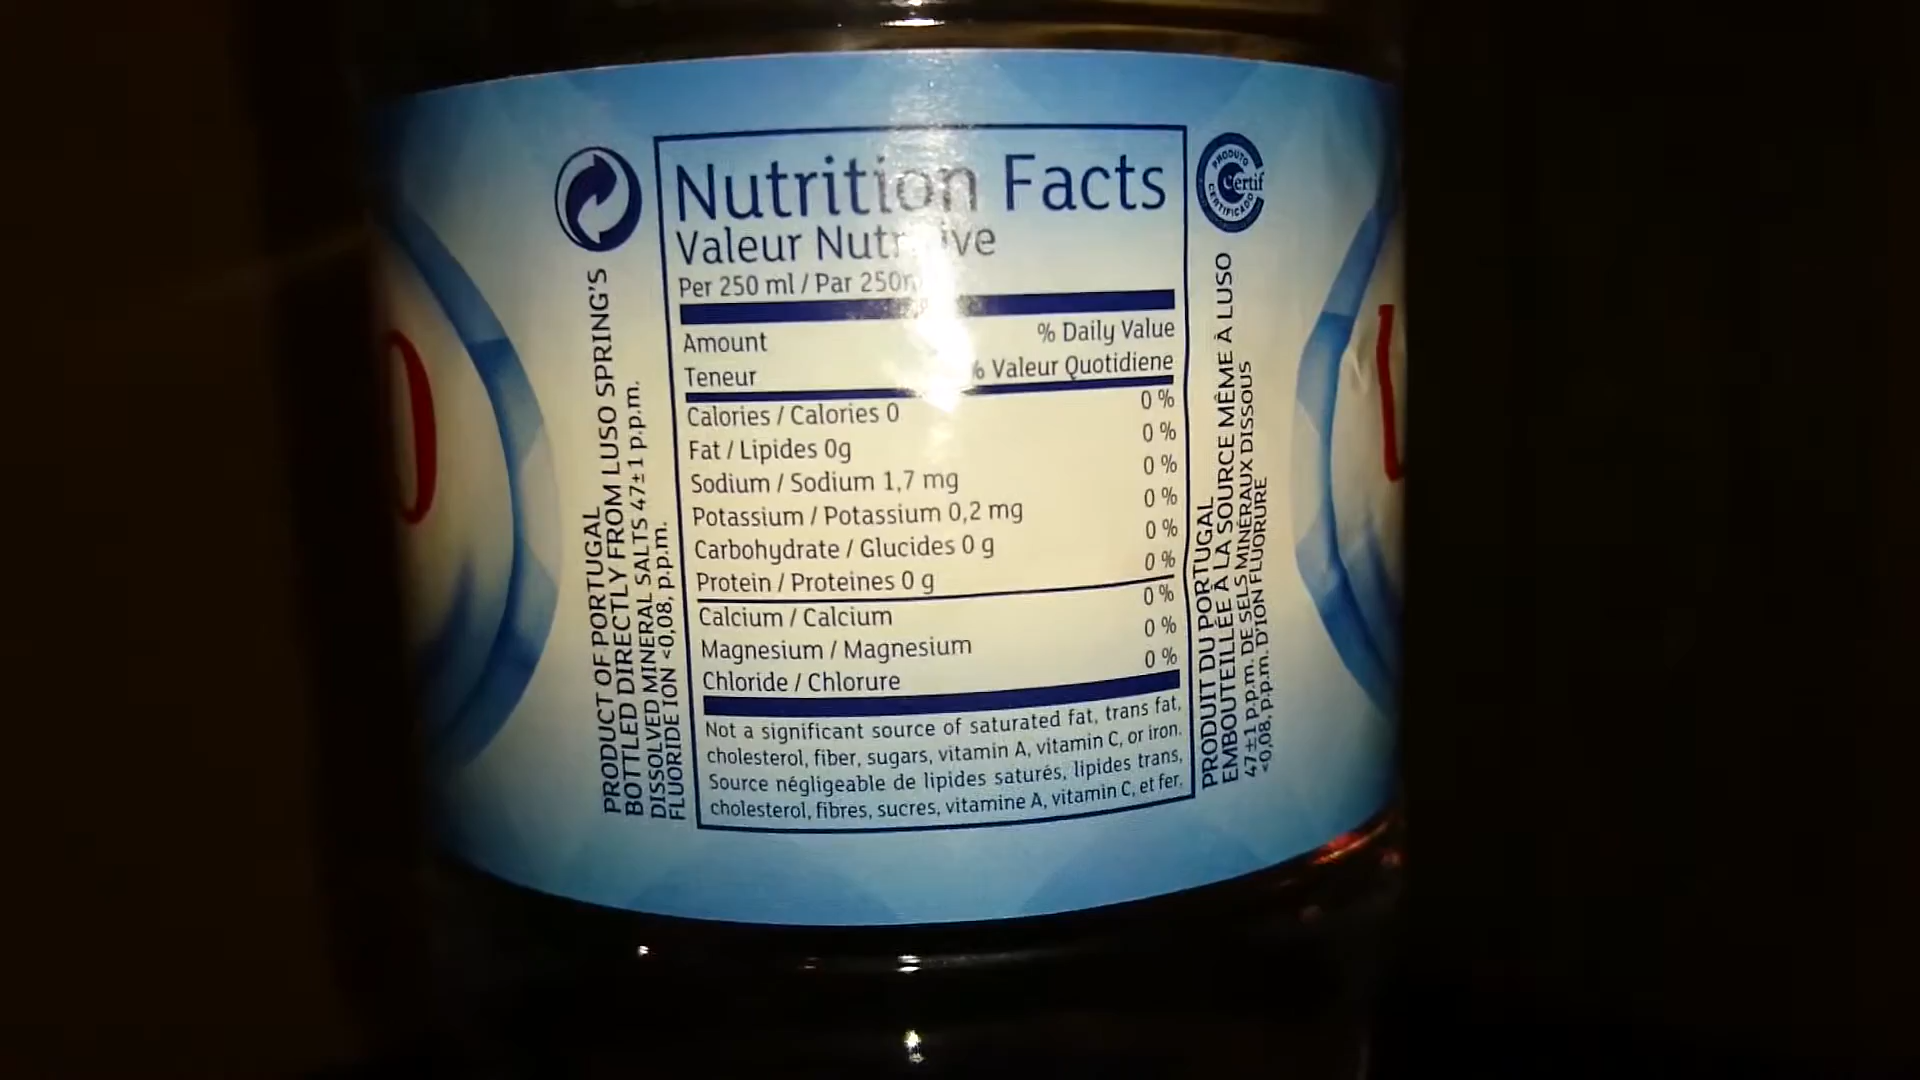 PRODUCT OF PORTUGAL
BOTTLED DIRECTLY FROM LUSO SPRING'S
DISSOLVED MINERAL SALTS 47±1 p.p.m.
FLUORIDE ION <0,08, p.p.m.
Nutrition Facts
Valeur Nutritive
Per 250 ml / Par 250m
Amount % Daily Value
Teneur % Valeur Quotidiene
Calories / Calories 0 0 %
Fat / Lipides 0g 0 %
Sodium / Sodium 1,7 mg 0 %
Potassium / Potassium 0,2 mg 0 %
Carbohydrate / Glucides 0 g 0 %
Protein / Proteines 0 g 0 %
Calcium / Calcium 0 %
Magnesium / Magnesium 0 %
Chloride / Chlorure 0 %
Not a significant source of saturated fat, trans fat,
cholesterol, fiber, sugars, vitamin A, vitamin C, or iron.
Source négligeable de lipides saturés, lipides trans,
cholesterol, fibres, sucres, vitamine A, vitamin C, et fer.
PRODUTO
Certif
CERTIFICADO
PRODUIT DU PORTUGAL
EMBOUTEILLÉE À LA SOURCE MÊME À LUSO
47±1 p.p.m. DE SELS MINÉRAUX DISSOUS
<0,08, p.p.m. D'ION FLUORURE